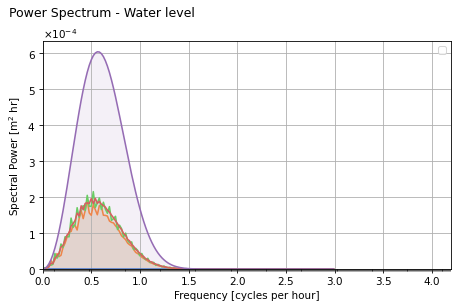 Power Spectrum - Water level
×10⁻⁴
6
5
4
3
2
1
0
Spectral Power [m² hr]
0.0 0.5 1.0 1.5 2.0 2.5 3.0 3.5 4.0
Frequency [cycles per hour]